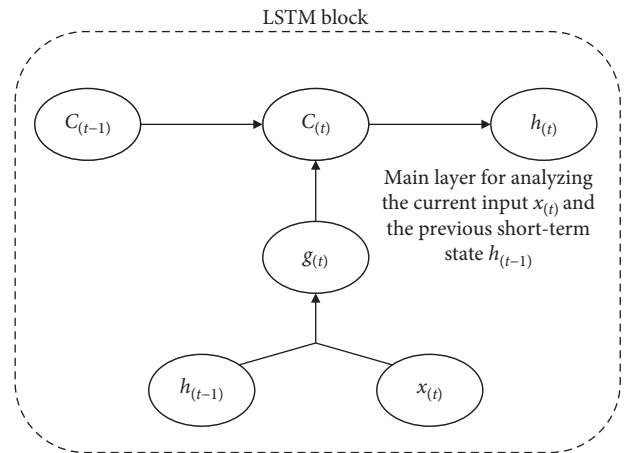 LSTM block
C(t−1)
C(t)
h(t)
Main layer for analyzing
the current input x(t) and
the previous short-term
state h(t−1)
g(t)
h(t−1)
x(t)